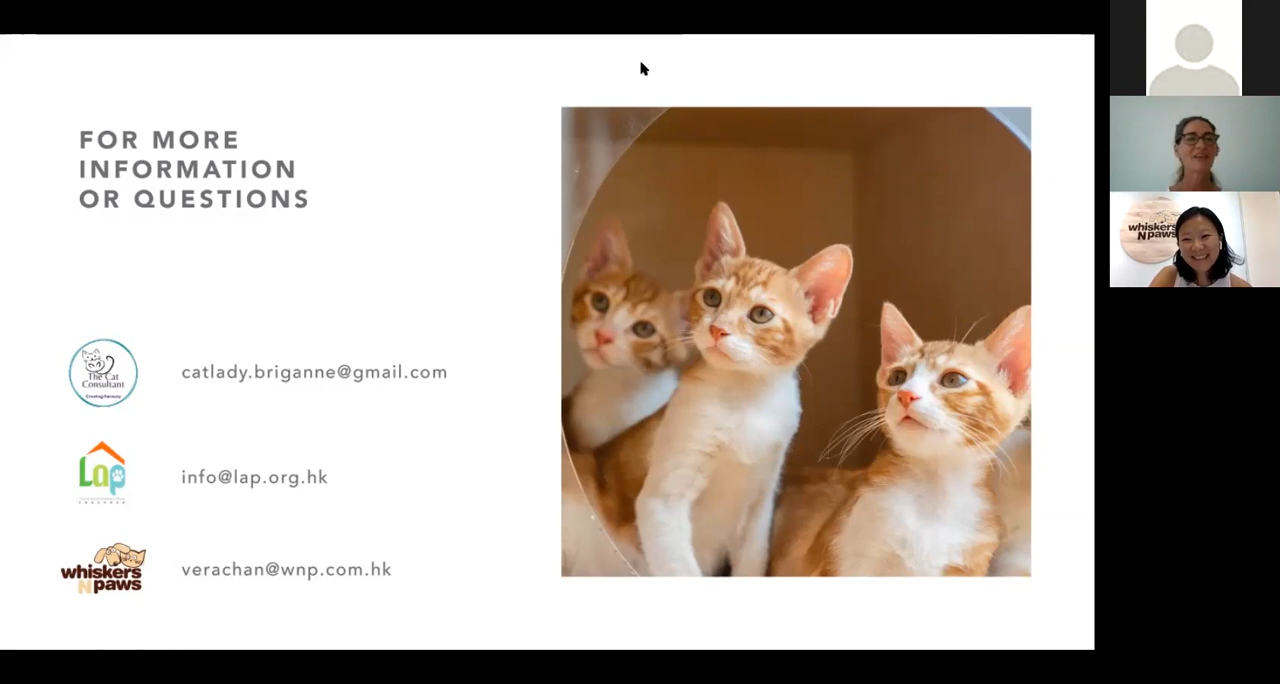 FOR MORE
INFORMATION
OR QUESTIONS
The Cat
Consultant
catlady.briganne@gmail.com
Lap
info@lap.org.hk
whiskers
N paws
verachan@wnp.com.hk
whiskers
N paws